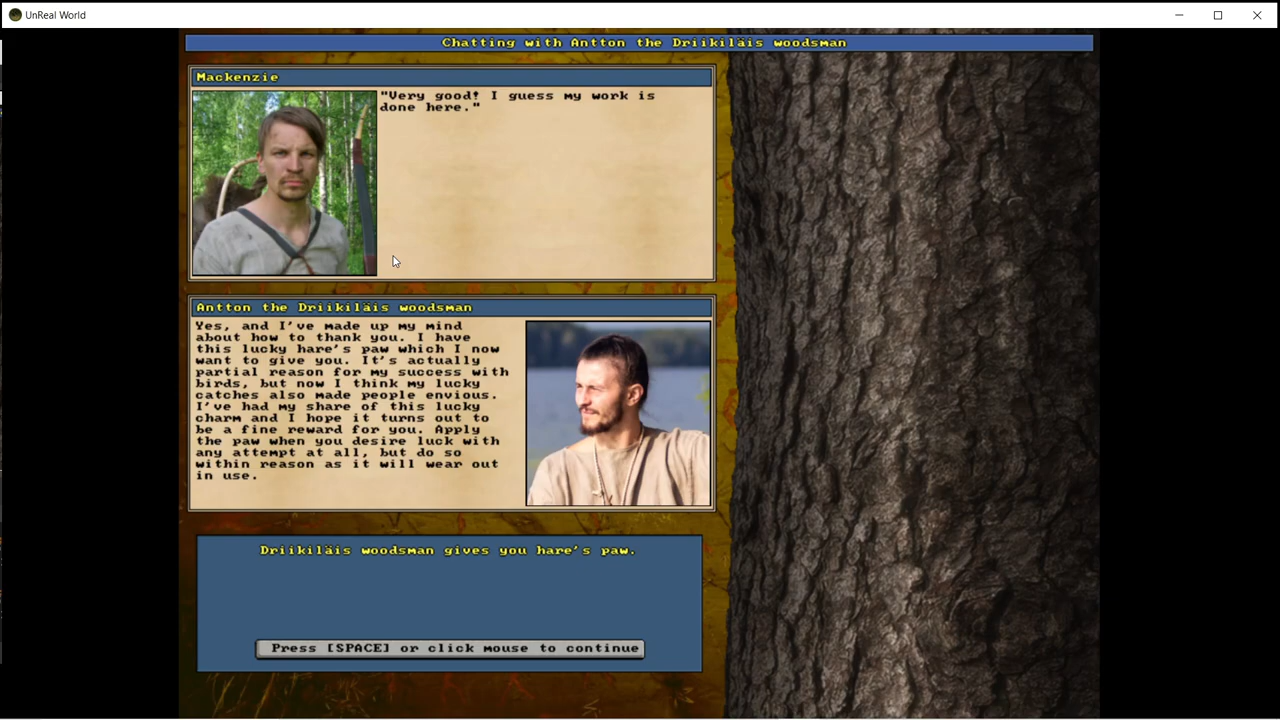 UnReal World
Chatting with Antton the Driikiläis woodsman
Mackenzie
"Very good! I guess my work is
done here."
Antton the Driikiläis woodsman
Yes, and I've made up my mind
about how to thank you. I have
this lucky hare's paw which I now
want to give you. It's actually
partial reason for my success with
birds, but now I think my lucky
catches also made people envious.
I've had my share of this lucky
charm and I hope it turns out to
be a fine reward for you. Apply
the paw when you desire luck with
any attempt at all, but do so
within reason as it will wear out
in use.
Driikiläis woodsman gives you hare's paw.
Press [SPACE] or click mouse to continue